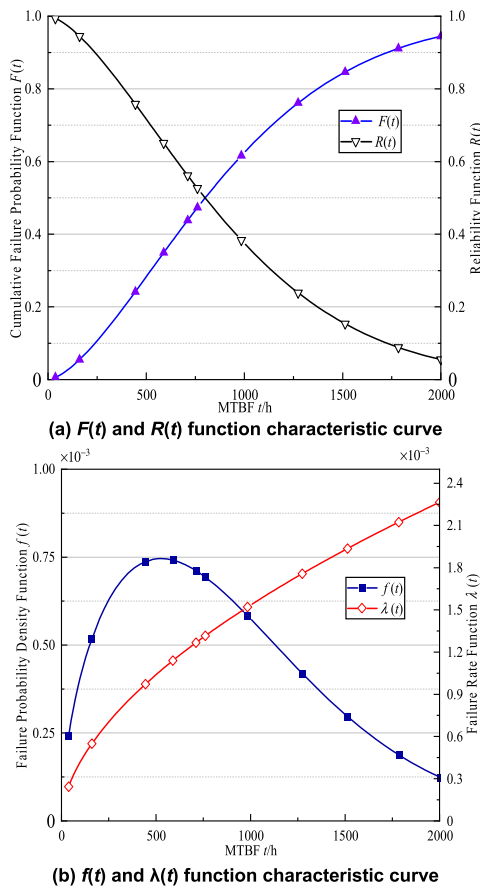 Cumulative Failure Probability Function F(t)
1.0
0.8
0.6
0.4
0.2
0
1.0
0.8
0.6
0.4
0.2
0
Reliability Function R(t)
F(t)
R(t)
0 500 1000 1500 2000
MTBF t/h
(a) F(t) and R(t) function characteristic curve
×10⁻³
×10⁻³
Failure Probability Density Function f(t)
1.00
0.75
0.50
0.25
0
2.4
2.1
1.8
1.5
1.2
0.9
0.6
0.3
0
Failure Rate Function λ(t)
f(t)
λ(t)
0 500 1000 1500 2000
MTBF t/h
(b) f(t) and λ(t) function characteristic curve